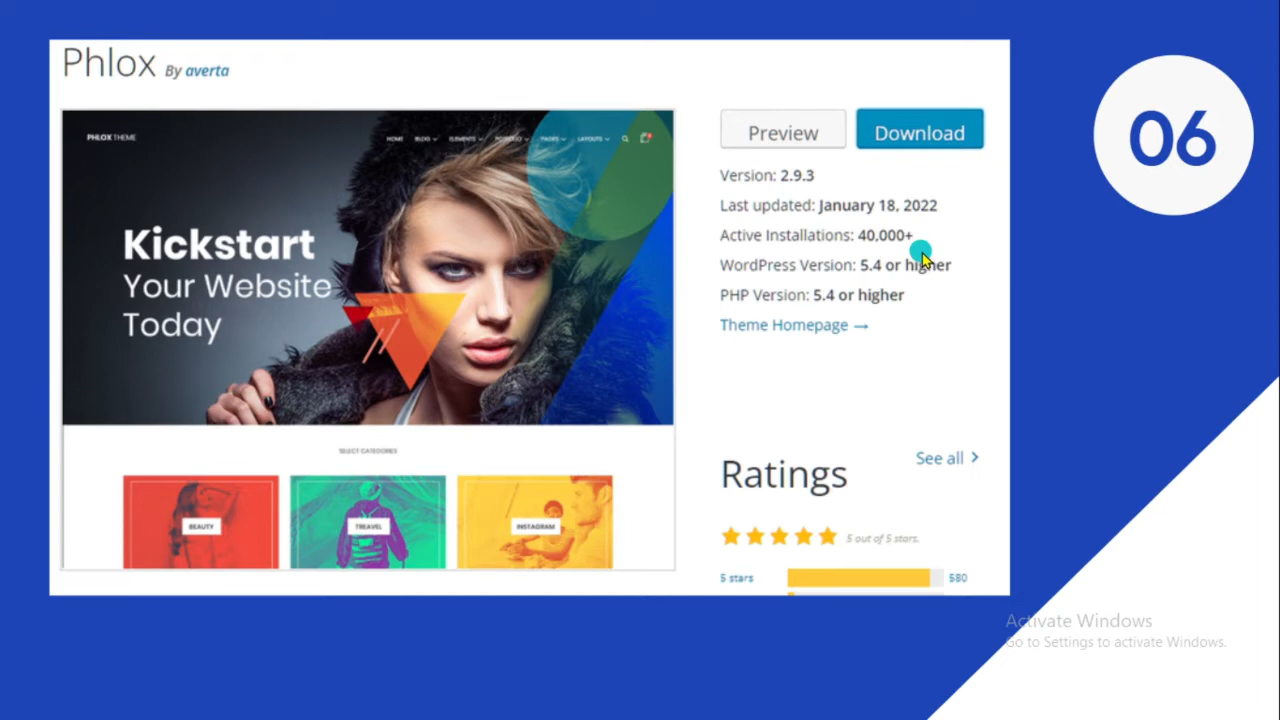 Phlox By averta
06
PHLOX THEME
HOME BLOG ELEMENTS PORTFOLIO PAGES LAYOUTS
Kickstart
Your Website
Today
SELECT CATEGORIES
BEAUTY
TREAVEL
INSTAGRAM
Preview
Download
Version: 2.9.3
Last updated: January 18, 2022
Active Installations: 40,000+
WordPress Version: 5.4 or higher
PHP Version: 5.4 or higher
Theme Homepage →
See all >
Ratings
5 out of 5 stars.
5 stars 580
Activate Windows
Go to Settings to activate Windows.